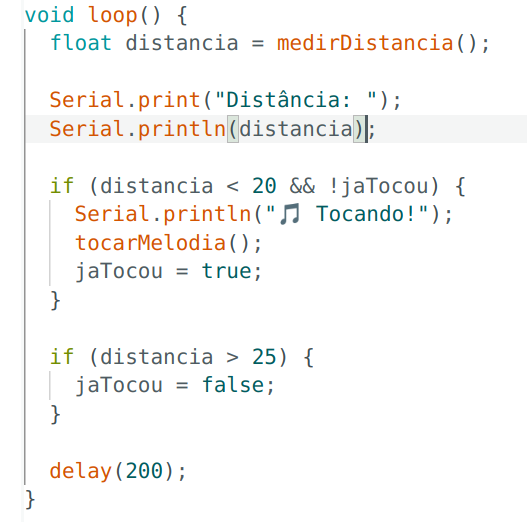 void loop() {
  float distancia = medirDistancia();

  Serial.print("Distância: ");
  Serial.println(distancia);

  if (distancia < 20 && !jaTocou) {
    Serial.println("🎵 Tocando!");
    tocarMelodia();
    jaTocou = true;
  }

  if (distancia > 25) {
    jaTocou = false;
  }

  delay(200);
}